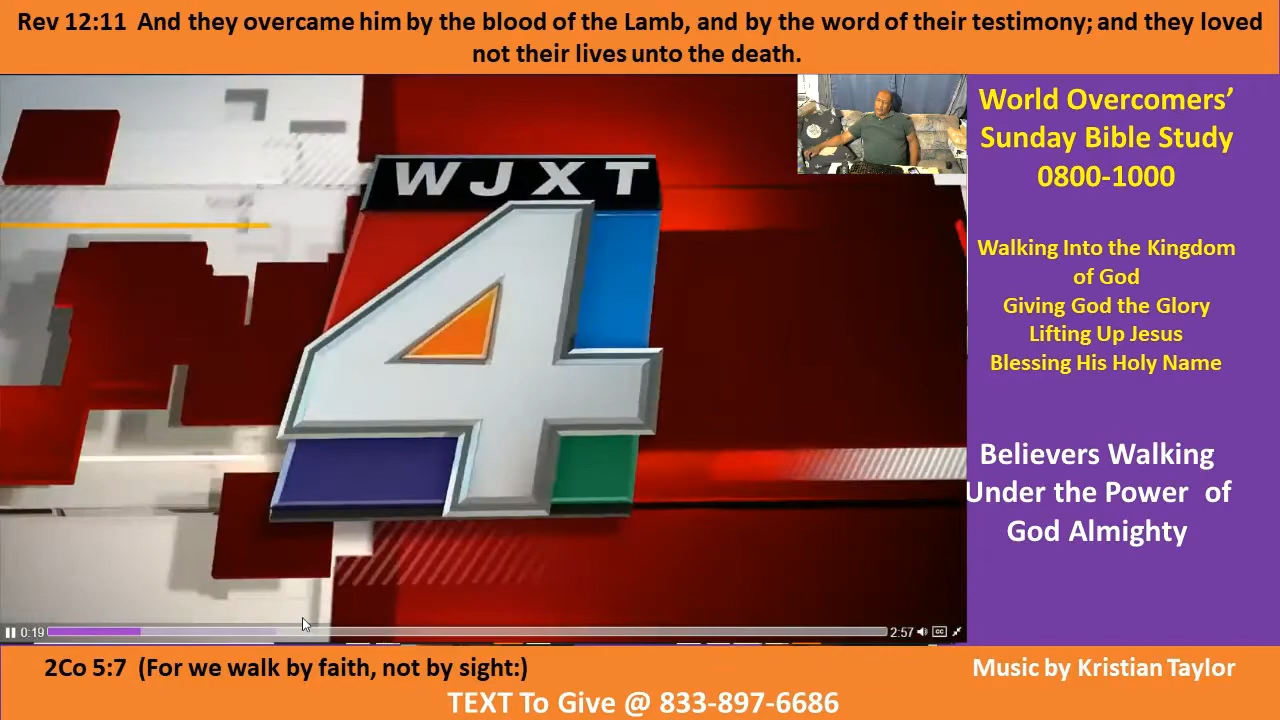 Rev 12:11  And they overcame him by the blood of the Lamb, and by the word of their testimony; and they loved
not their lives unto the death.
WJXT
4
World Overcomers’
Sunday Bible Study
0800-1000
Walking Into the Kingdom
of God
Giving God the Glory
Lifting Up Jesus
Blessing His Holy Name
Believers Walking
Under the Power  of
God Almighty
0:19
2:57
CC
2Co 5:7  (For we walk by faith, not by sight:)
Music by Kristian Taylor
TEXT To Give @ 833-897-6686